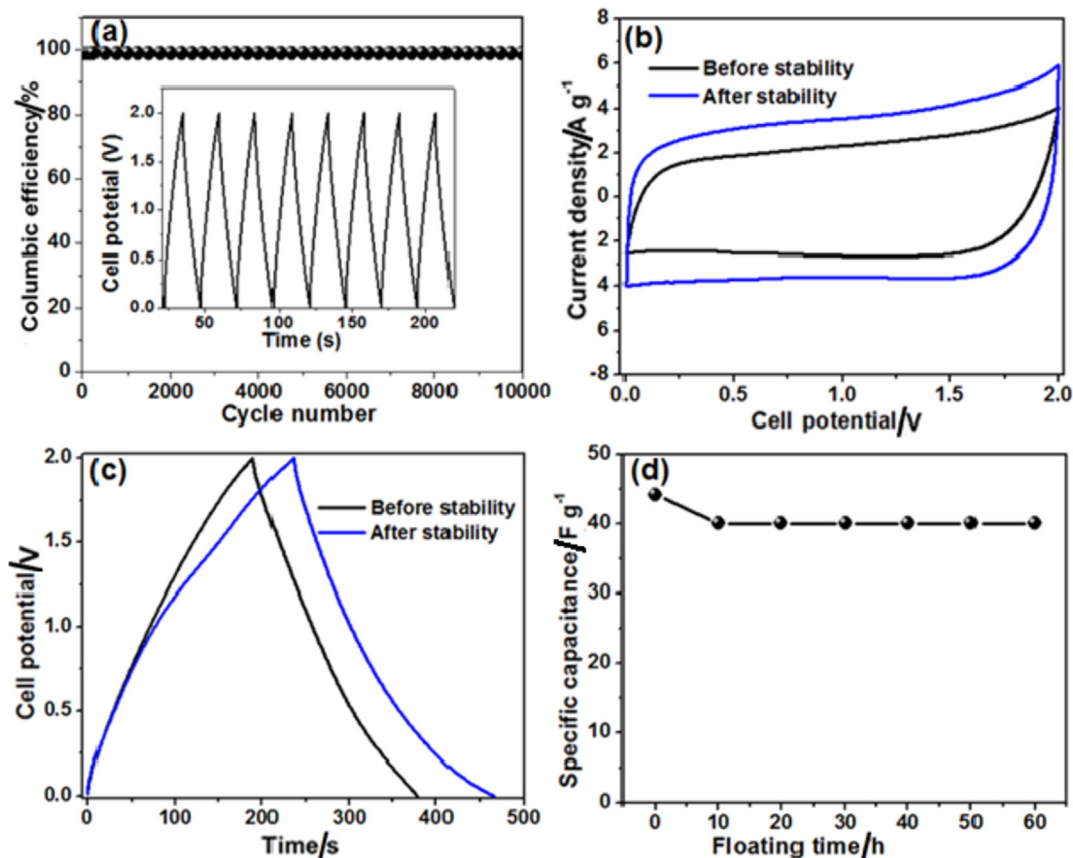 (a)
Columbic efficiency/%
100
80
60
40
20
0
Cell potetial (V)
2.0
1.5
1.0
0.5
0.0
50 100 150 200
Time (s)
0 2000 4000 6000 8000 10000
Cycle number
(b)
Before stability
After stability
Current density/A g-1
8
6
4
2
0
2
4
-8
0.0 0.5 1.0 1.5 2.0
Cell potential/V
(c)
Before stability
After stability
Cell potential/V
2.0
1.5
1.0
0.5
0.0
0 100 200 300 400 500
Time/s
(d)
Specific capacitance/F g-1
50
40
30
20
10
0
0 10 20 30 40 50 60
Floating time/h